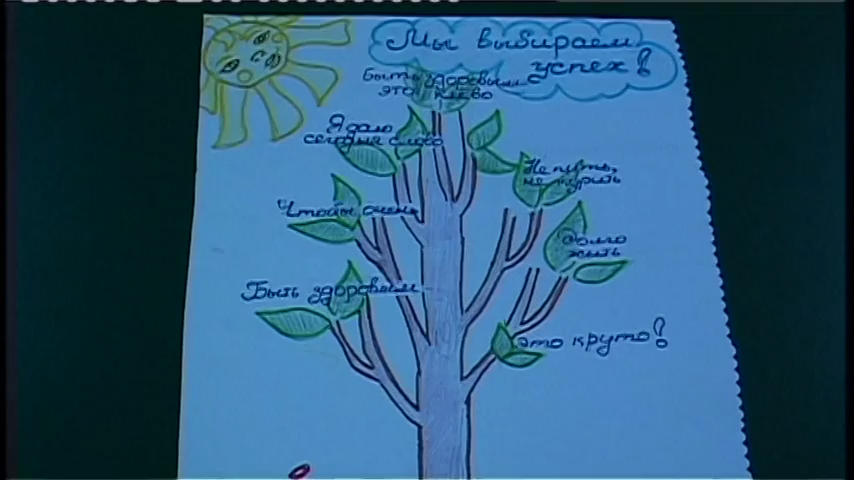 Мы выбираем
успех!
Быть здоровым
это клёво
Я даю
сегодня слово
Не пить,
не курить
Чтобы очень
Долго
жить
Быть здоровым
это круто!